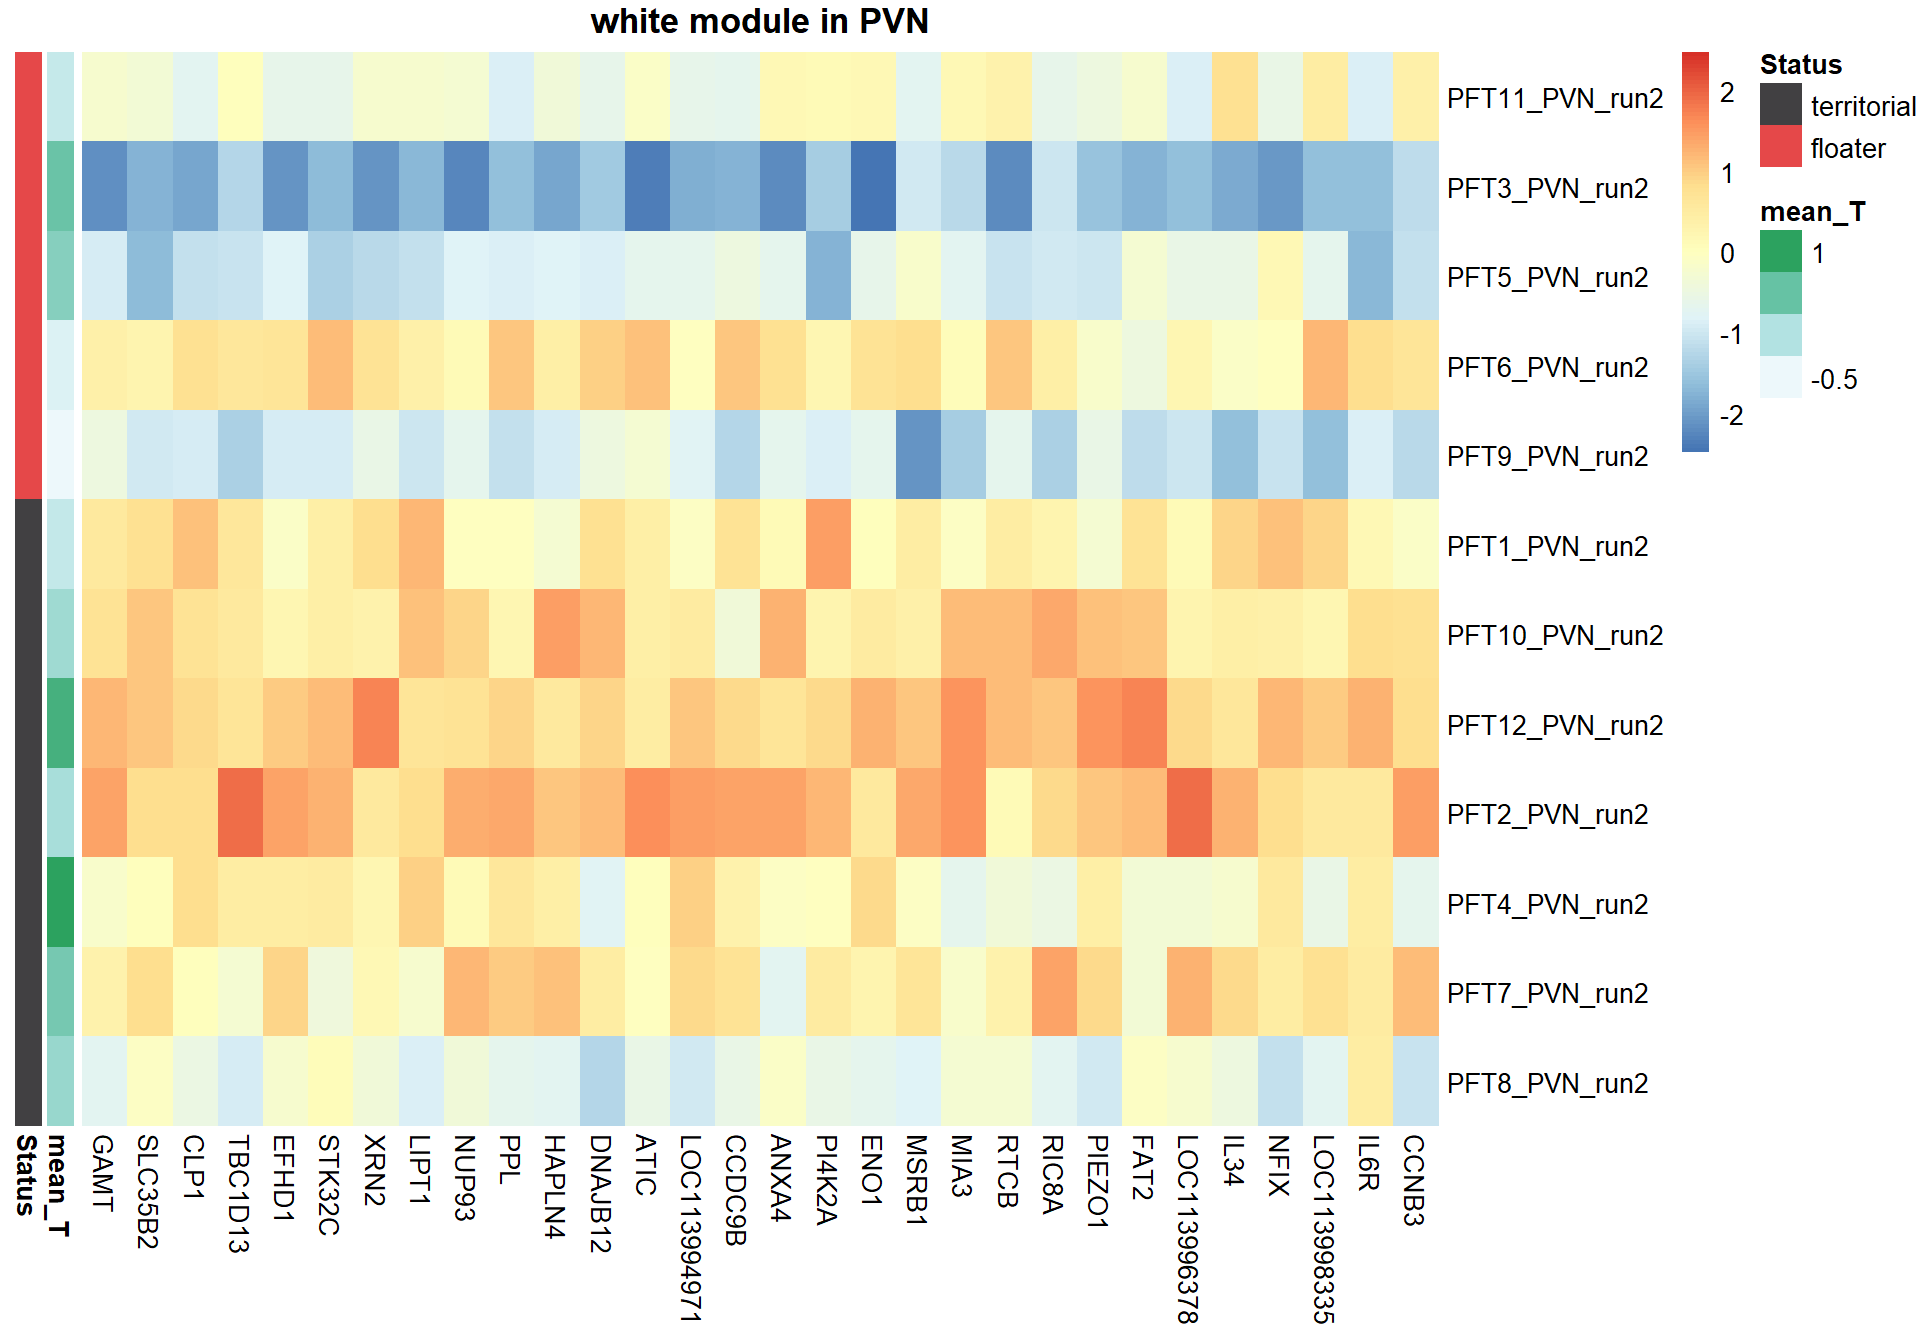 white module in PVN
PFT11_PVN_run2
PFT3_PVN_run2
PFT5_PVN_run2
PFT6_PVN_run2
PFT9_PVN_run2
PFT1_PVN_run2
PFT10_PVN_run2
PFT12_PVN_run2
PFT2_PVN_run2
PFT4_PVN_run2
PFT7_PVN_run2
PFT8_PVN_run2
2
1
0
-1
-2
Status
territorial
floater
mean_T
1
-0.5
Status
mean_T
GAMT
SLC35B2
CLP1
TBC1D13
EFHD1
STK32C
XRN2
LIPT1
NUP93
PPL
HAPLN4
DNAJB12
ATIC
LOC113994971
CCDC9B
ANXA4
PI4K2A
ENO1
MSRB1
MIA3
RTCB
RIC8A
PIEZO1
FAT2
LOC113996378
IL34
NFIX
LOC113998335
IL6R
CCNB3